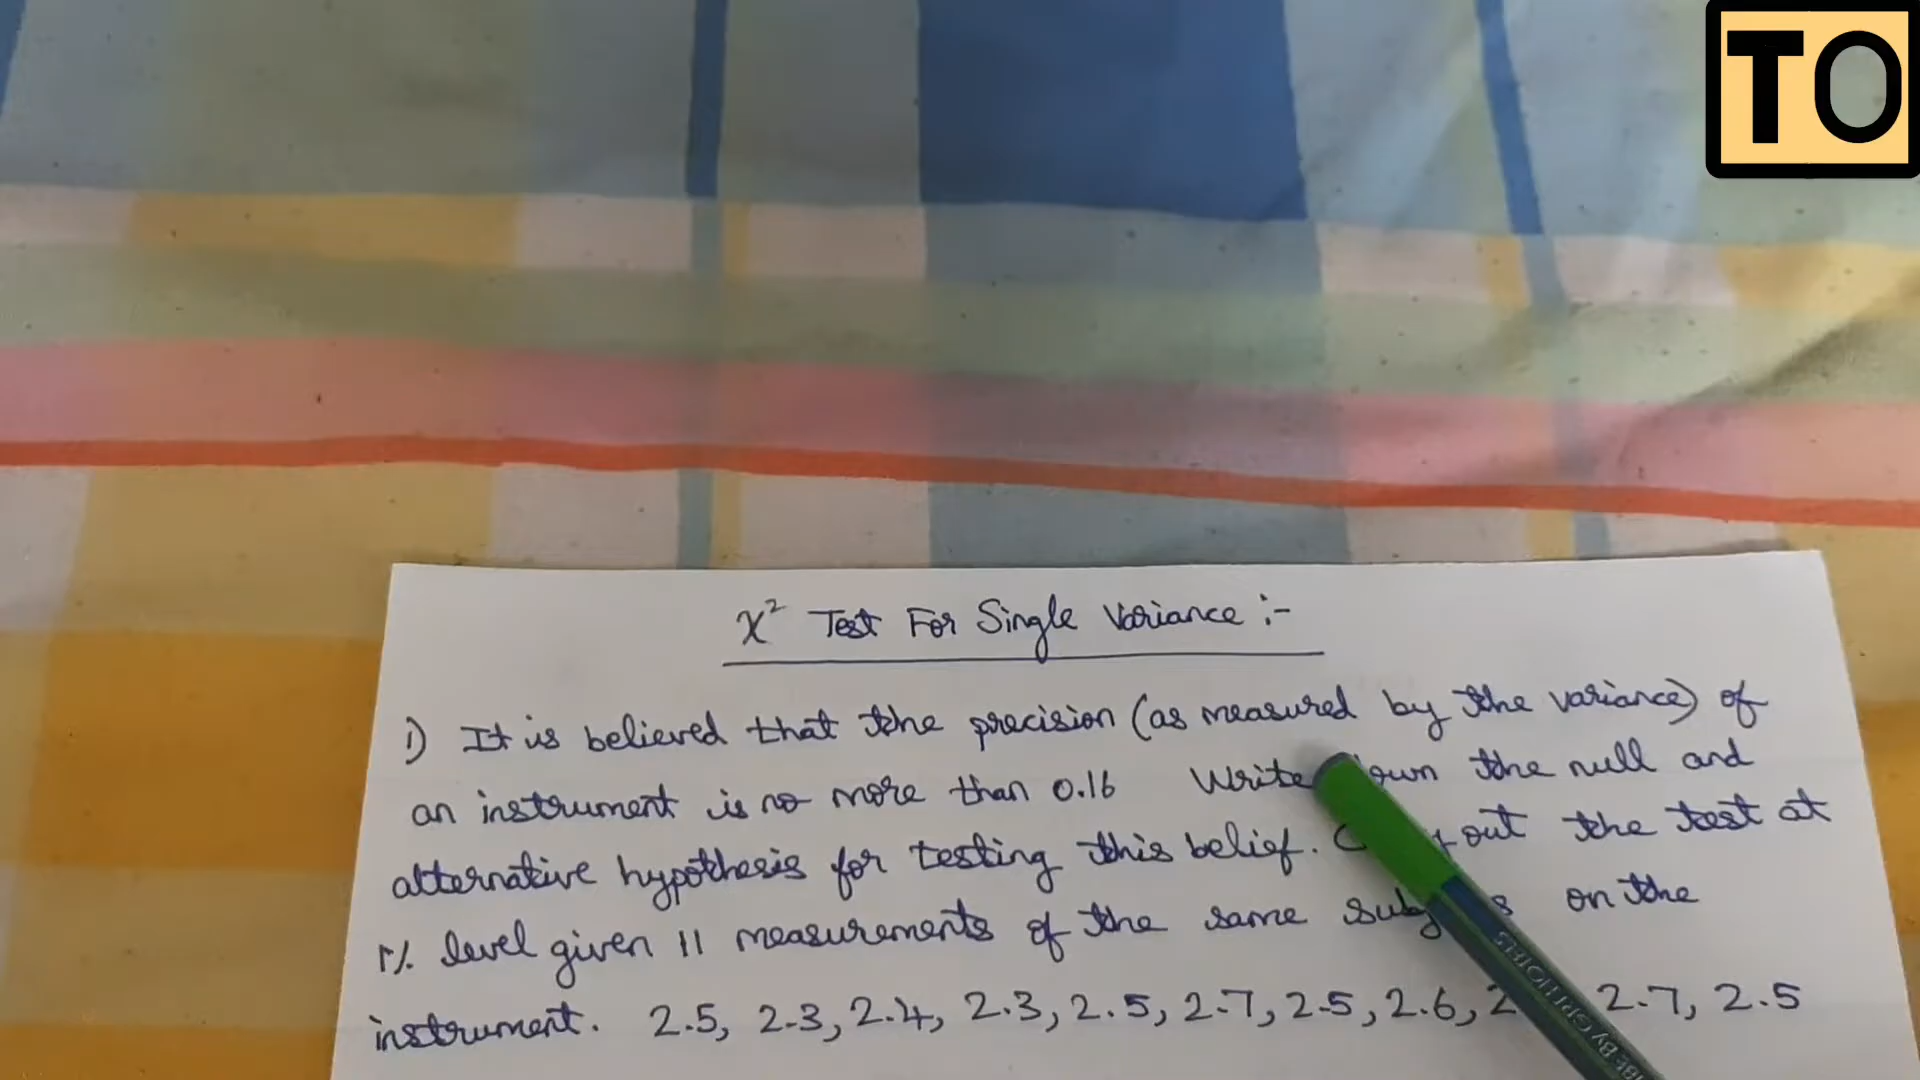 TO
χ² Test For Single Variance :-
1) It is believed that the precision (as measured by the variance) of
an instrument is no more than 0.16 Write down the null and
alternative hypothesis for testing this belief. out the test at
1% level given 11 measurements of the same on the
instrument. 2.5, 2.3, 2.4, 2.3, 2.5, 2.7, 2.5, 2.6, 2.7, 2.5